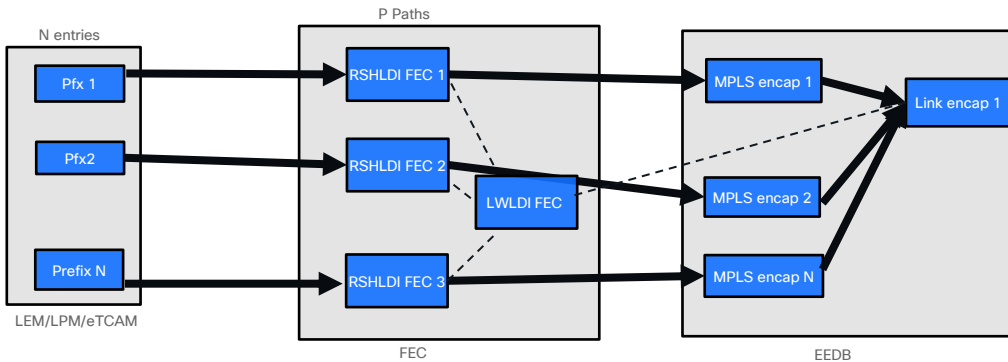 P Paths
N entries
Pfx 1
RSHLDI FEC 1
MPLS encap 1
Link encap 1
Pfx2
RSHLDI FEC 2
LWLDI FEC
MPLS encap 2
Prefix N
RSHLDI FEC 3
MPLS encap N
LEM/LPM/eTCAM
FEC
EEDB